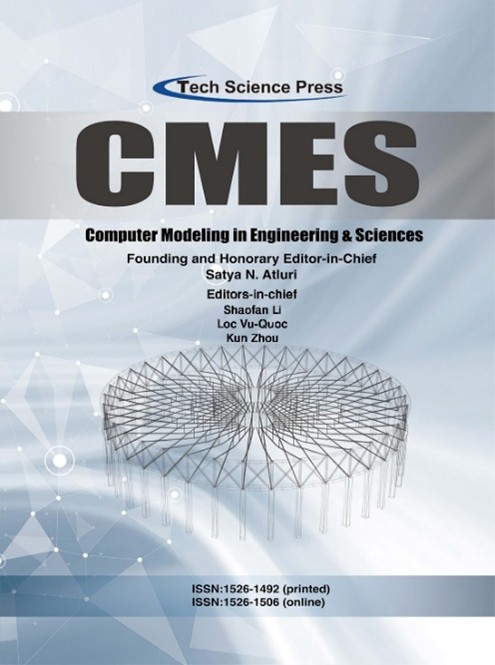 Tech Science Press
CMES
Computer Modeling in Engineering & Sciences
Founding and Honorary Editor-in-Chief
Satya N. Atluri
Editors-in-chief
Shaofan Li
Loc Vu-Quoc
Kun Zhou
ISSN:1526-1492 (printed)
ISSN:1526-1506 (online)